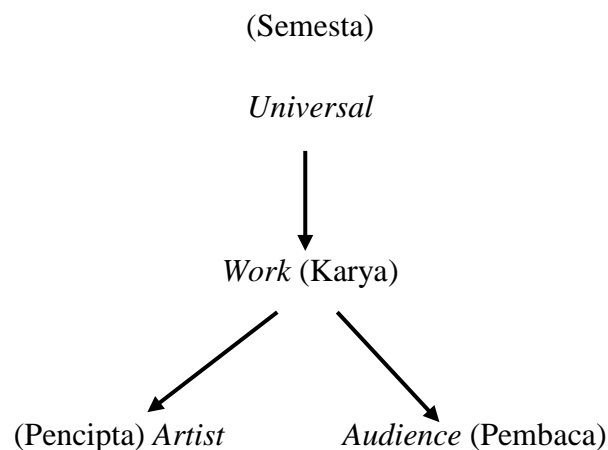 (Semesta)
Universal
Work (Karya)
(Pencipta) Artist Audience (Pembaca)